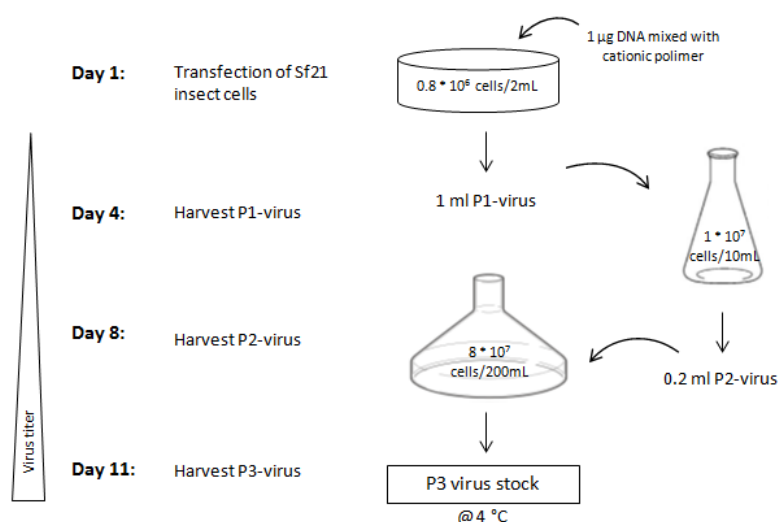 1 µg DNA mixed with
cationic polimer
Day 1:
Transfection of Sf21
insect cells
0.8 * 10⁶ cells/2mL
Day 4:
Harvest P1-virus
1 ml P1-virus
1 * 10⁷
cells/10mL
Day 8:
Harvest P2-virus
8 * 10⁷
cells/200mL
0.2 ml P2-virus
Virus titer
Day 11:
Harvest P3-virus
P3 virus stock
@4 °C